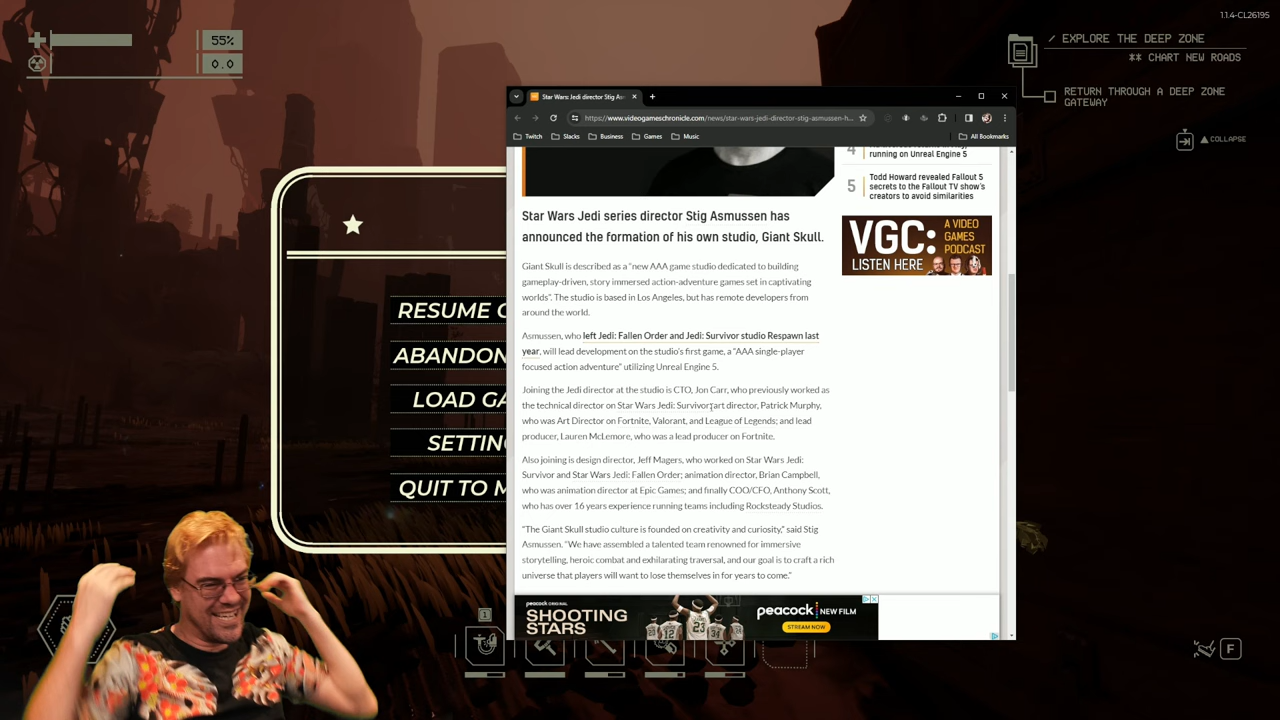 1.1.4-CL26195
55%
0.0
/ EXPLORE THE DEEP ZONE
** CHART NEW ROADS
RETURN THROUGH A DEEP ZONE
GATEWAY
COLLAPSE
RESUME G
ABANDON
LOAD GA
SETTING
QUIT TO M
Star Wars: Jedi director Stig As
https://www.videogameschronicle.com/news/star-wars-jedi-director-stig-asmussen-h...
Twitch
Slacks
Business
Games
Music
All Bookmarks
4
running on Unreal Engine 5
5
Todd Howard revealed Fallout 5
secrets to the Fallout TV show's
creators to avoid similarities
VGC:
A VIDEO
GAMES
PODCAST
LISTEN HERE
Star Wars Jedi series director Stig Asmussen has
announced the formation of his own studio, Giant Skull.
Giant Skull is described as a "new AAA game studio dedicated to building
gameplay-driven, story immersed action-adventure games set in captivating
worlds". The studio is based in Los Angeles, but has remote developers from
around the world.
Asmussen, who left Jedi: Fallen Order and Jedi: Survivor studio Respawn last
year, will lead development on the studio's first game, a "AAA single-player
focused action adventure" utilizing Unreal Engine 5.
Joining the Jedi director at the studio is CTO, Jon Carr, who previously worked as
the technical director on Star Wars Jedi: Survivor; art director, Patrick Murphy,
who was Art Director on Fortnite, Valorant, and League of Legends; and lead
producer, Lauren McLemore, who was a lead producer on Fortnite.
Also joining is design director, Jeff Magers, who worked on Star Wars Jedi:
Survivor and Star Wars Jedi: Fallen Order; animation director, Brian Campbell,
who was animation director at Epic Games; and finally COO/CFO, Anthony Scott,
who has over 16 years experience running teams including Rocksteady Studios.
"The Giant Skull studio culture is founded on creativity and curiosity," said Stig
Asmussen. "We have assembled a talented team renowned for immersive
storytelling, heroic combat and exhilarating traversal, and our goal is to craft a rich
universe that players will want to lose themselves in for years to come."
peacock ORIGINAL
SHOOTING
STARS
23
peacock NEW FILM
STREAM NOW
1
F